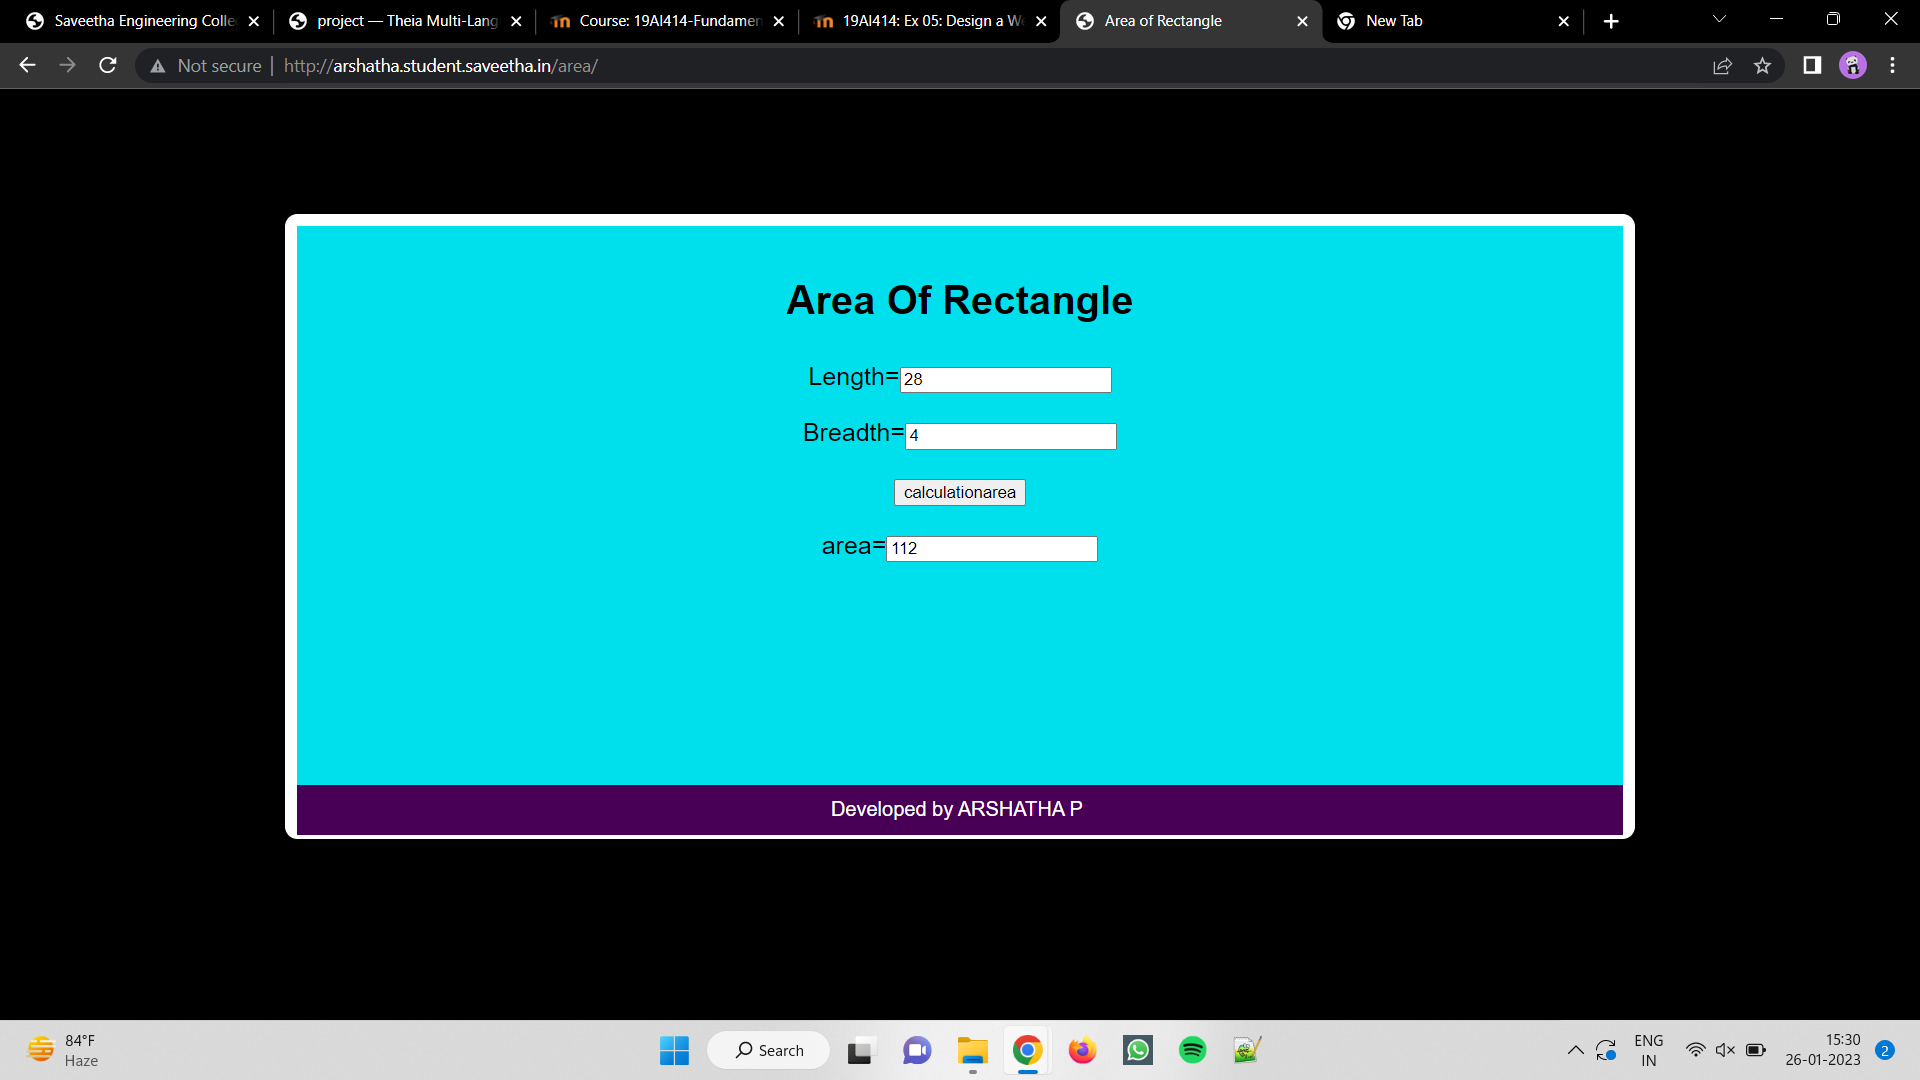 Saveetha Engineering Colle
project — Theia Multi-Lang
Course: 19AI414-Fundamen
19AI414: Ex 05: Design a We
Area of Rectangle
New Tab
Not secure
http://arshatha.student.saveetha.in/area/
Area Of Rectangle
Length=28
Breadth=4
calculationarea
area=112
Developed by ARSHATHA P
84°F
Haze
Search
ENG
IN
15:30
26-01-2023
2